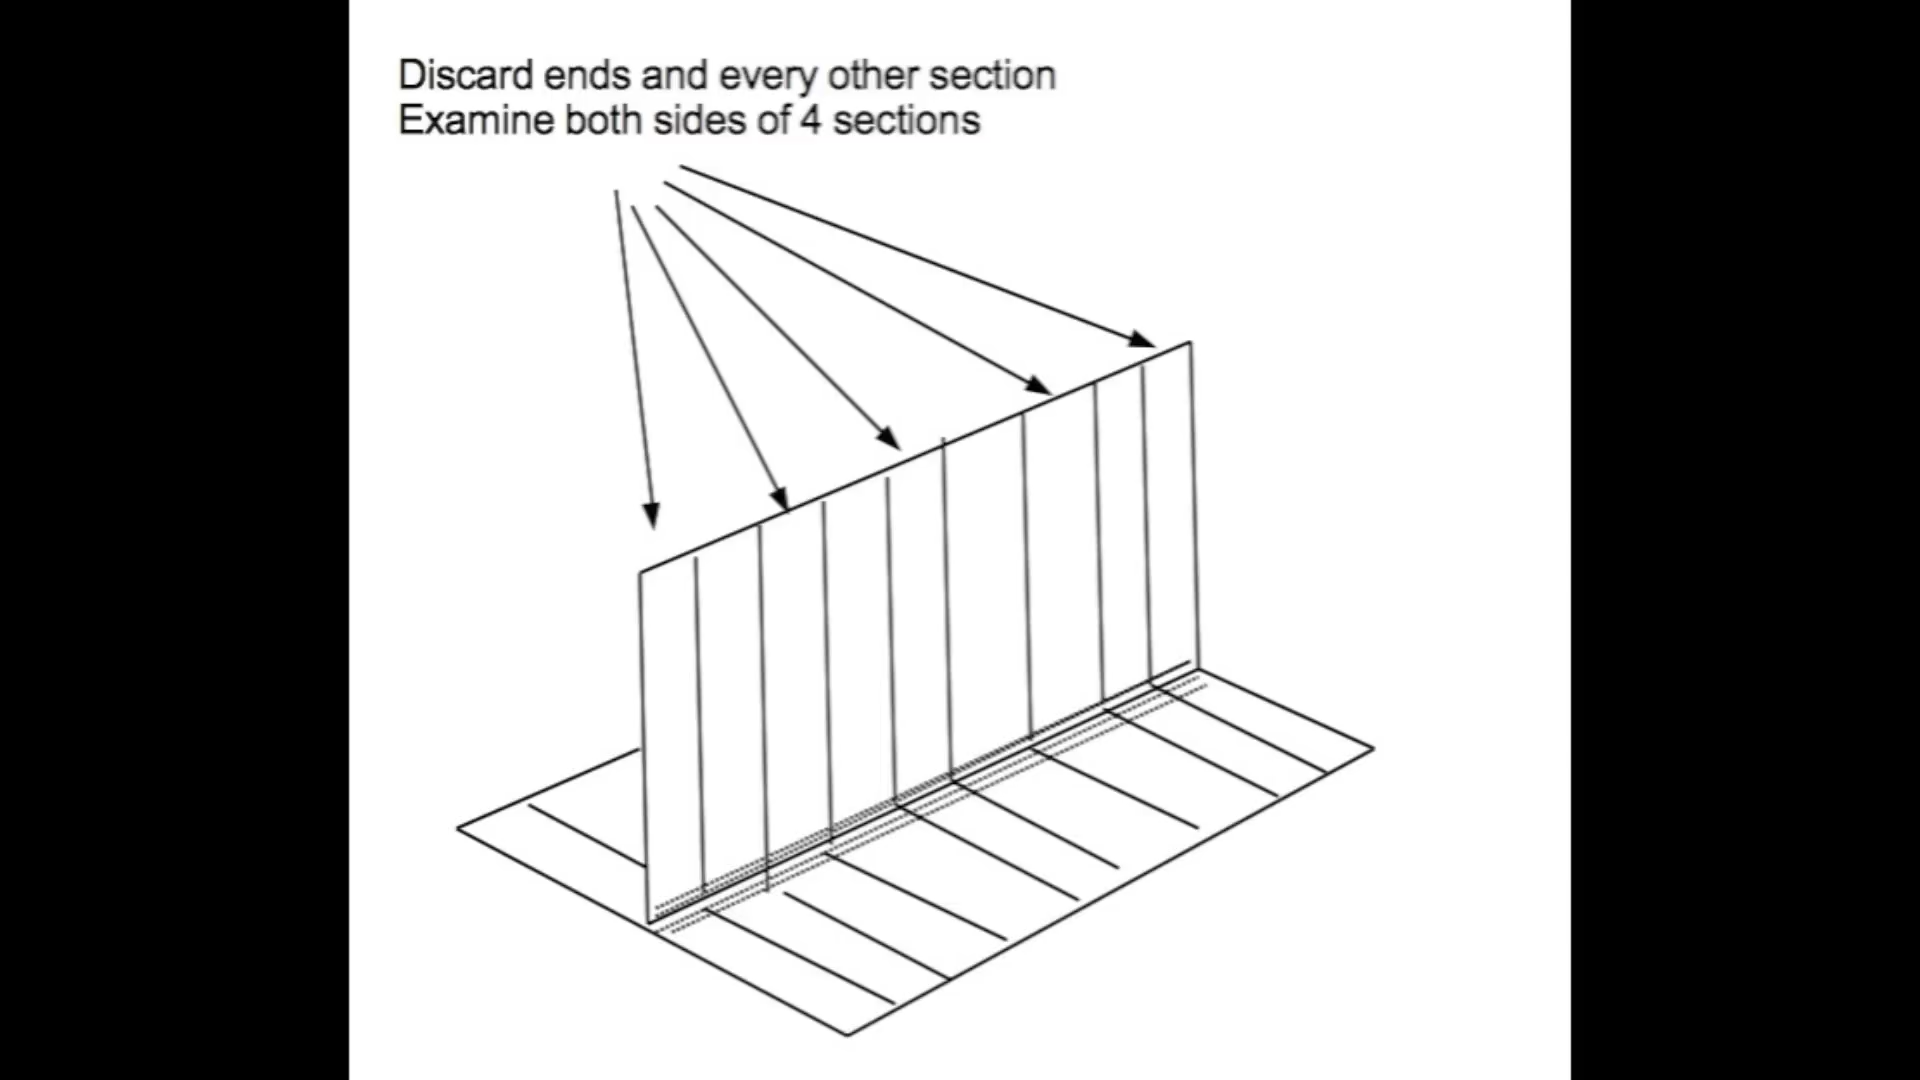 Discard ends and every other section
Examine both sides of 4 sections